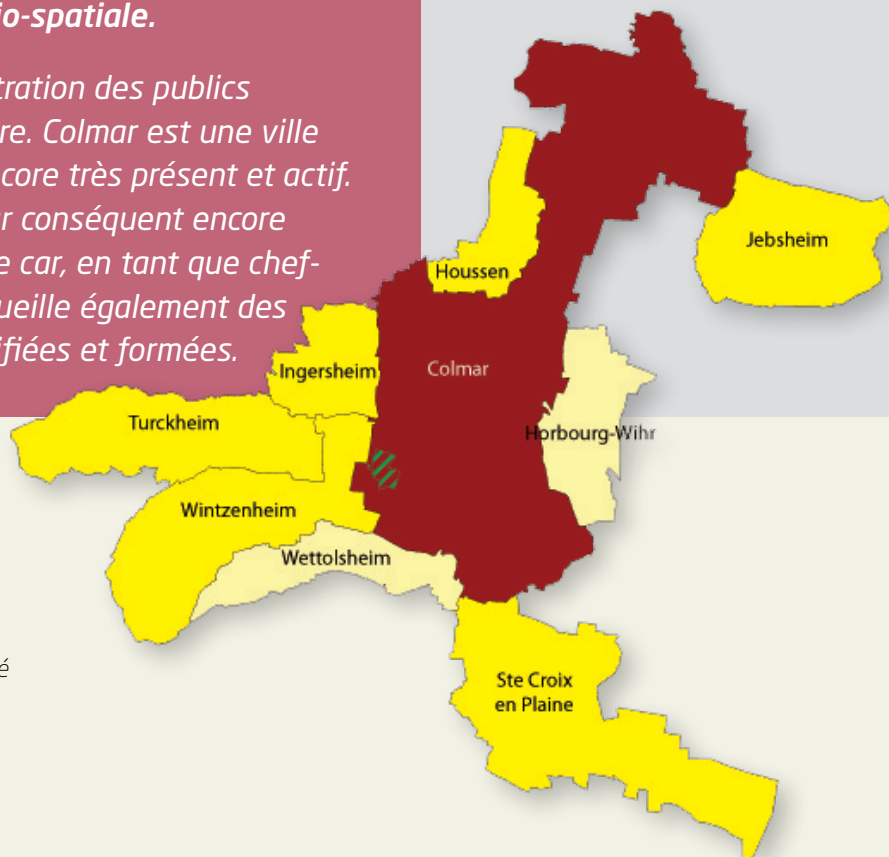 io-spatiale.
tration des publics
re. Colmar est une ville
core très présent et actif.
r conséquent encore
e car, en tant que chef-
ueille également des
ifiées et formées.
Jebsheim
Houssen
Ingersheim
Colmar
Turckheim
Horbourg-Wihr
Wintzenheim
Wettolsheim
é
Ste Croix
en Plaine